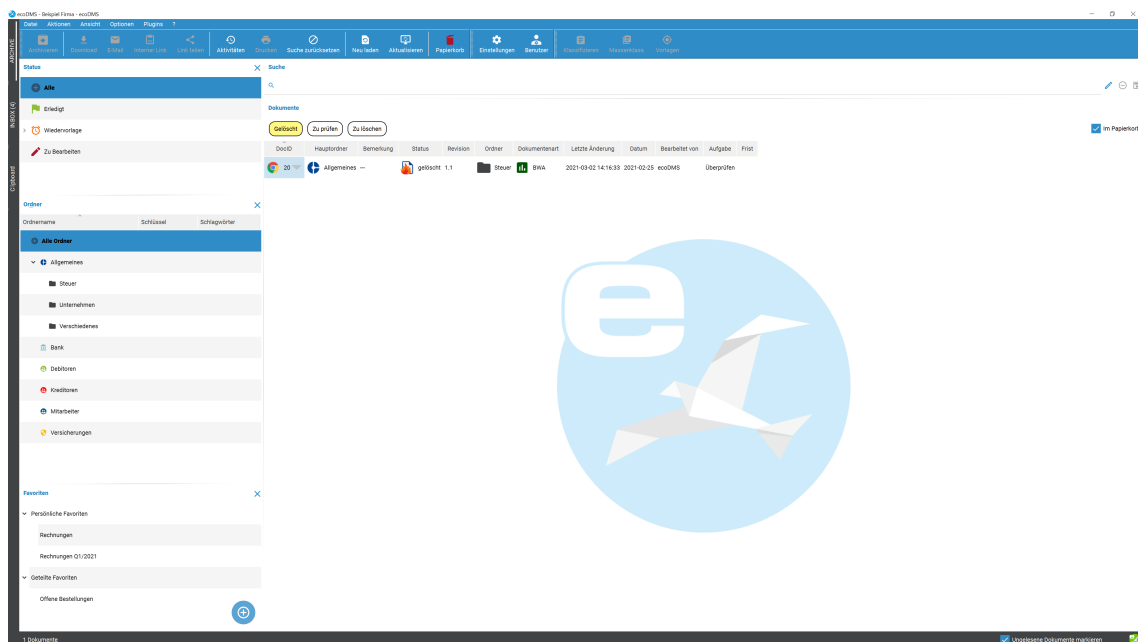 ecoDMS - Beispiel Firma - ecoDMS
Datei Aktionen Ansicht Optionen Plugins ?
Archivieren Download E-Mail Interner Link Link teilen Aktivitäten Drucken Suche zurücksetzen Neu laden Aktualisieren Papierkorb Einstellungen Benutzer Klassifizieren Massenklass. Vorlagen
ARCHIVE
INBOX (4)
Clipboard
Status
Alle
Erledigt
Wiedervorlage
Zu Bearbeiten
Ordner
Ordnername Schlüssel Schlagwörter
Alle Ordner
Allgemeines
Steuer
Unternehmen
Verschiedenes
Bank
Debitoren
Kreditoren
Mitarbeiter
Versicherungen
Favoriten
Persönliche Favoriten
Rechnungen
Rechnungen Q1/2021
Geteilte Favoriten
Offene Bestellungen
Suche
Dokumente
Gelöscht Zu prüfen Zu löschen
Im Papierkorb
DocID Hauptordner Bemerkung Status Revision Ordner Dokumentenart Letzte Änderung Datum Bearbeitet von Aufgabe Frist
20 Allgemeines — gelöscht 1.1 Steuer BWA 2021-03-02 14:16:33 2021-02-25 ecoDMS Überprüfen
e
1 Dokumente
Ungelesene Dokumente markieren